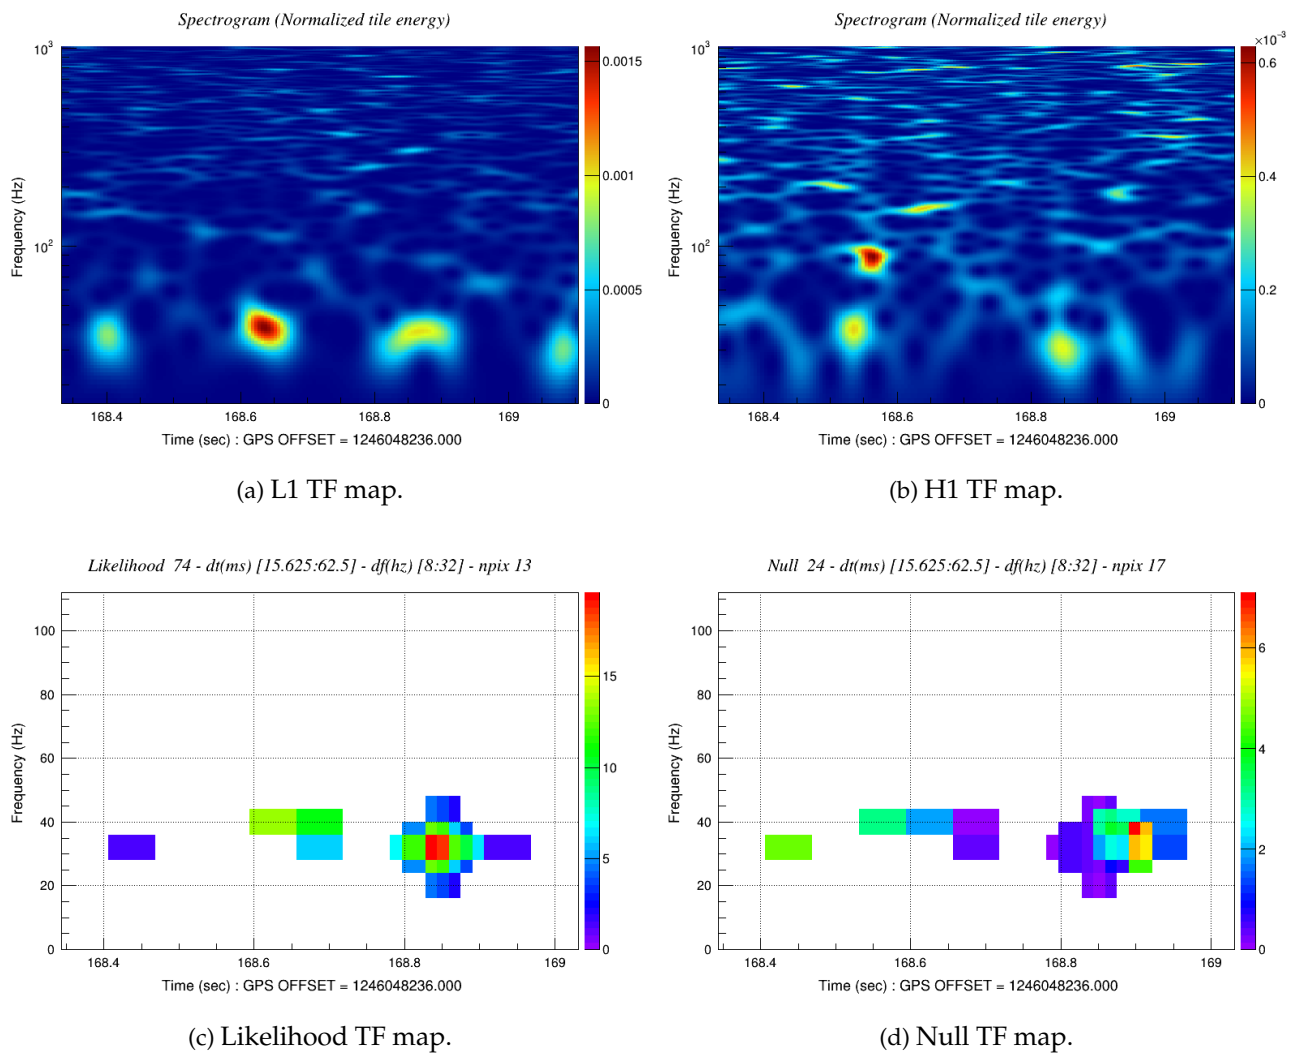 Spectrogram (Normalized tile energy)
10³
10²
Frequency (Hz)
0.0015
0.001
0.0005
0
168.4 168.6 168.8 169
Time (sec) : GPS OFFSET = 1246048236.000
(a) L1 TF map.
Spectrogram (Normalized tile energy)
×10⁻³
10³
10²
Frequency (Hz)
0.6
0.4
0.2
0
168.4 168.6 168.8 169
Time (sec) : GPS OFFSET = 1246048236.000
(b) H1 TF map.
Likelihood 74 - dt(ms) [15.625:62.5] - df(hz) [8:32] - npix 13
100
80
60
40
20
0
Frequency (Hz)
15
10
5
0
168.4 168.6 168.8 169
Time (sec) : GPS OFFSET = 1246048236.000
(c) Likelihood TF map.
Null 24 - dt(ms) [15.625:62.5] - df(hz) [8:32] - npix 17
100
80
60
40
20
0
Frequency (Hz)
6
4
2
0
168.4 168.6 168.8 169
Time (sec) : GPS OFFSET = 1246048236.000
(d) Null TF map.